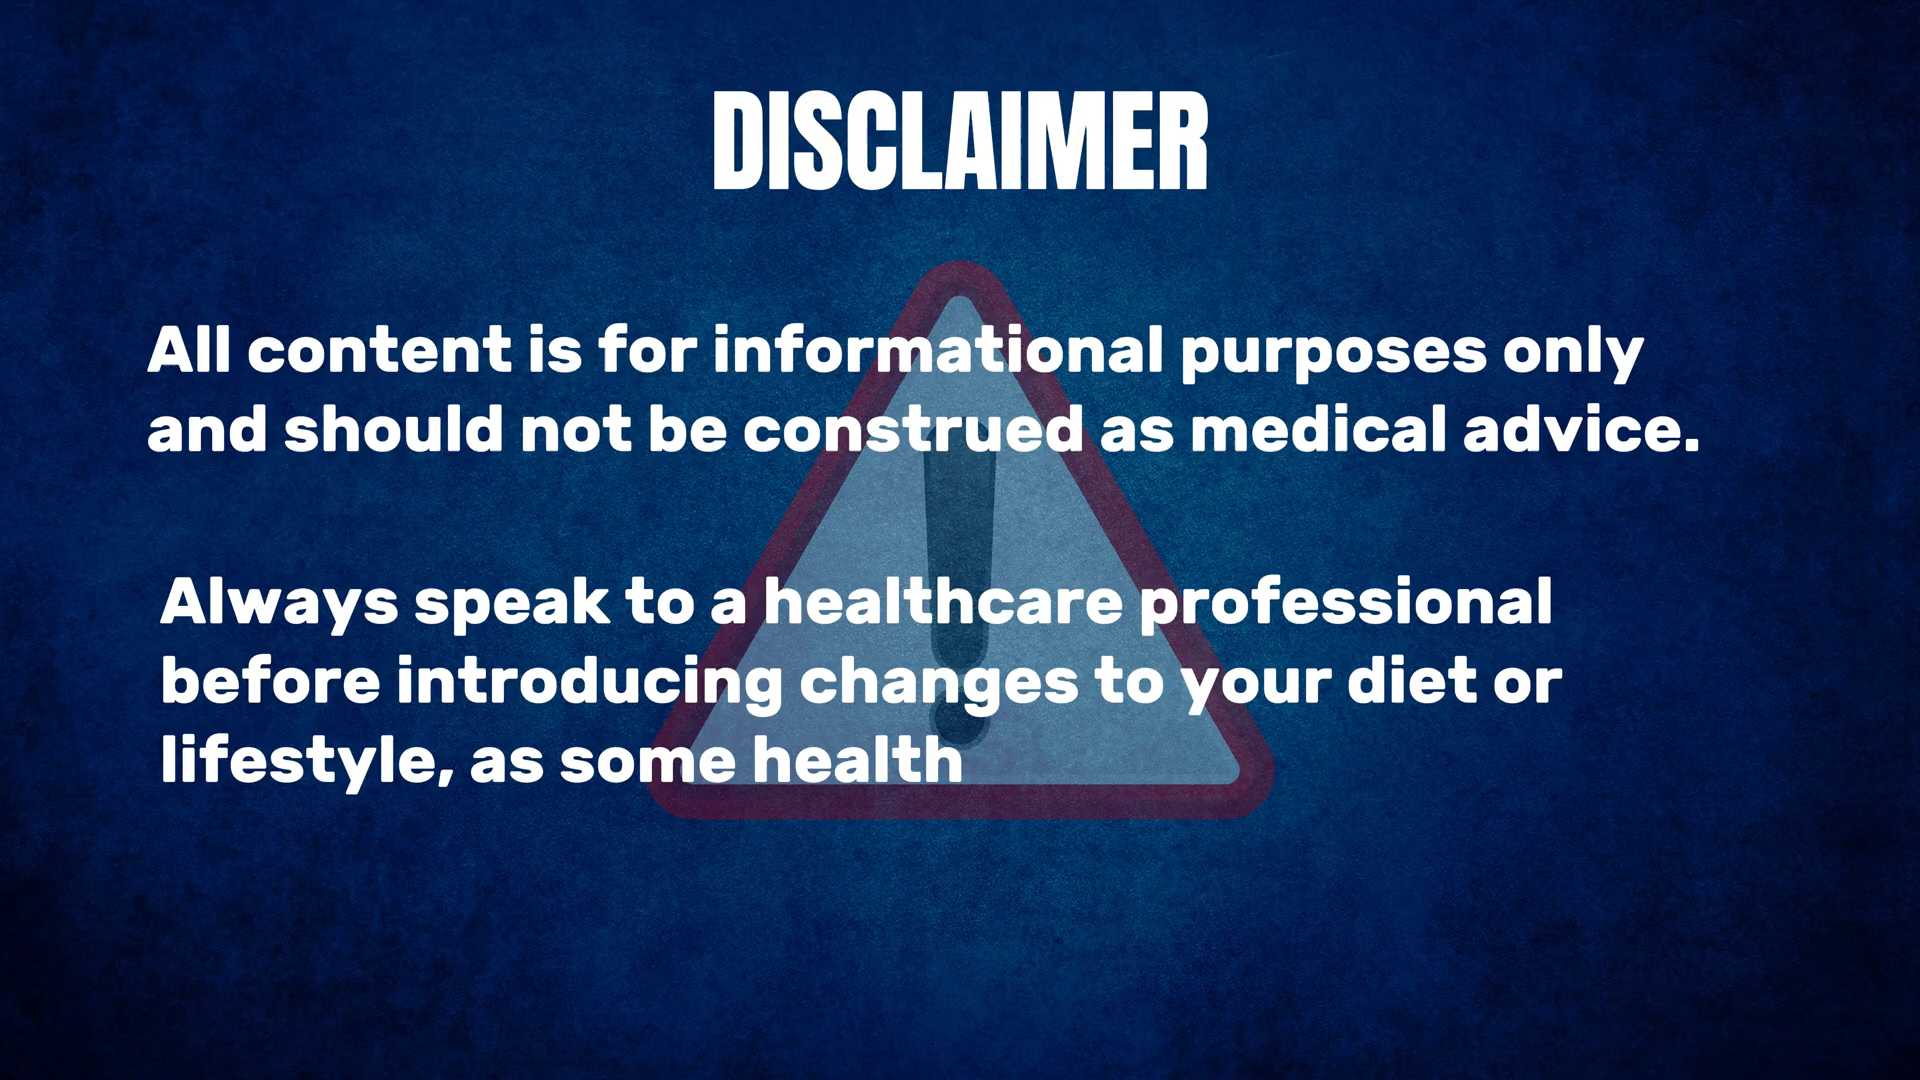 DISCLAIMER
All content is for informational purposes only
and should not be construed as medical advice.
Always speak to a healthcare professional
before introducing changes to your diet or
lifestyle, as some health